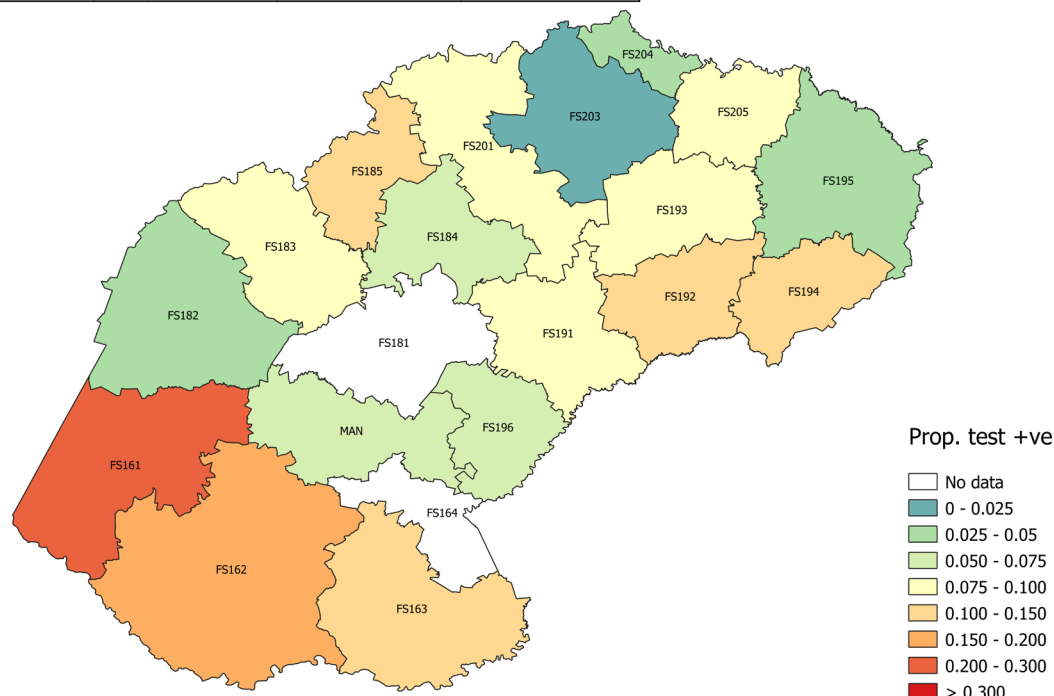 FS204
FS203
FS205
FS201
FS185
FS195
FS193
FS184
FS183
FS194
FS192
FS182
FS191
FS181
FS196
MAN
FS161
FS164
FS162
FS163
Prop. test +ve
No data
0 - 0.025
0.025 - 0.05
0.050 - 0.075
0.075 - 0.100
0.100 - 0.150
0.150 - 0.200
0.200 - 0.300
> 0.300